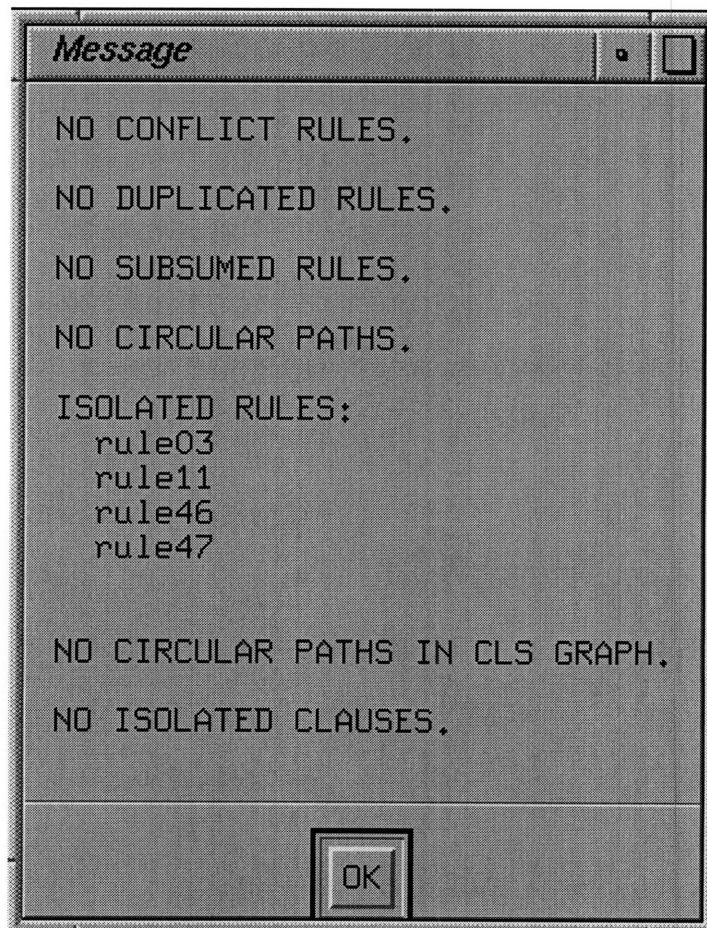 Message
NO CONFLICT RULES.
NO DUPLICATED RULES.
NO SUBSUMED RULES.
NO CIRCULAR PATHS.
ISOLATED RULES:
rule03
rule11
rule46
rule47
NO CIRCULAR PATHS IN CLS GRAPH.
NO ISOLATED CLAUSES.
OK